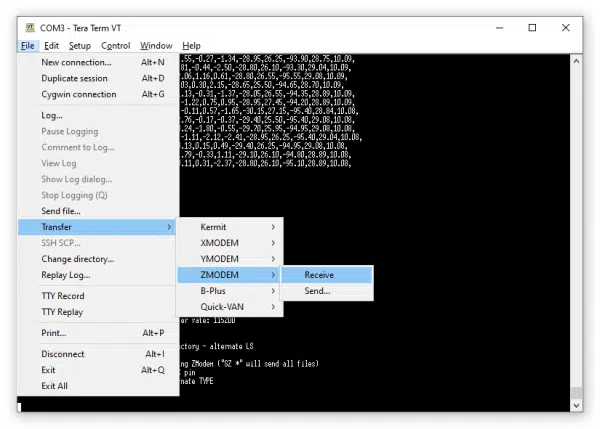 COM3 - Tera Term VT
File Edit Setup Control Window Help
New connection... Alt+N
Duplicate session Alt+D
Cygwin connection Alt+G
Log...
Pause Logging
Comment to Log...
View Log
Show Log dialog...
Stop Logging (Q)
Send file...
Transfer
SSH SCP...
Change directory...
Replay Log...
TTY Record
TTY Replay
Print... Alt+P
Disconnect Alt+I
Exit Alt+Q
Exit All
Kermit
XMODEM
YMODEM
ZMODEM
B-Plus
Quick-VAN
Receive
Send...
.55,-0.27,-1.34,-28.95,26.25,-93.90,28.75,10.09,
81,-0.44,-2.50,-28.80,26.10,-93.30,29.04,10.09,
2.06,1.16,0.61,-28.80,26.55,-95.55,29.08,10.09,
03,0.30,2.15,-28.65,25.50,-94.65,28.70,10.09,
.13,-0.31,-1.37,-28.05,26.55,-94.35,28.89,10.09,
-1.22,0.75,0.95,-28.95,27.45,-94.20,28.89,10.09,
-0.11,0.57,-1.65,-30.15,27.15,-95.40,28.84,10.08,
.76,-0.17,-0.37,-29.40,25.50,-95.40,29.08,10.08,
.24,-1.80,-0.55,-29.70,25.95,-94.95,29.08,10.08,
-1.11,-2.12,-2.41,-28.95,26.25,-95.40,29.04,10.08,
.13,0.15,0.49,-29.40,26.25,-94.95,29.08,10.08,
.79,-0.33,1.11,-29.10,26.10,-94.80,28.89,10.08,
.11,0.31,-2.37,-28.80,26.10,-95.10,28.89,10.08,
er rate: 115200
ctory - alternate LS
ng ZModem ("SZ *" will send all files)
pin
nate TYPE